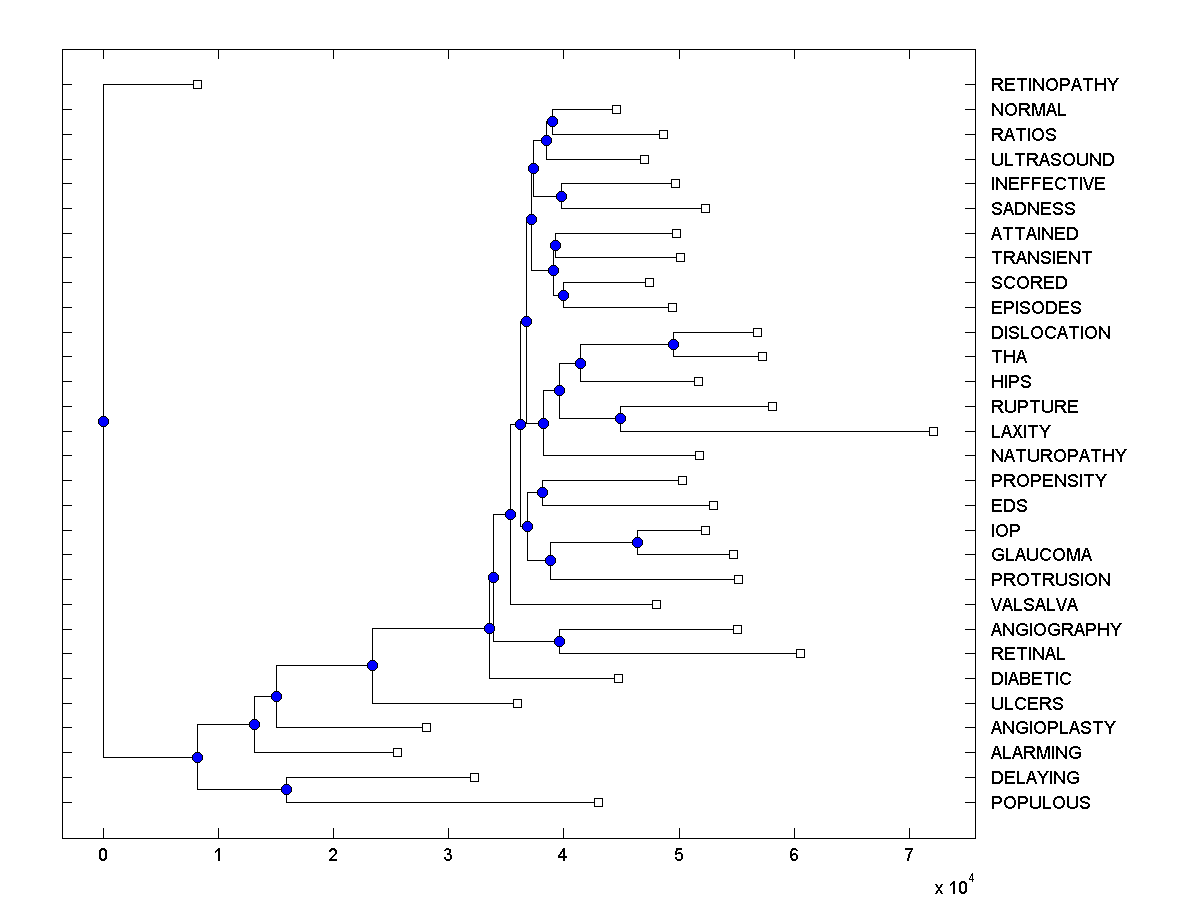 RETINOPATHY
NORMAL
RATIOS
ULTRASOUND
INEFFECTIVE
SADNESS
ATTAINED
TRANSIENT
SCORED
EPISODES
DISLOCATION
THA
HIPS
RUPTURE
LAXITY
NATUROPATHY
PROPENSITY
EDS
IOP
GLAUCOMA
PROTRUSION
VALSALVA
ANGIOGRAPHY
RETINAL
DIABETIC
ULCERS
ANGIOPLASTY
ALARMING
DELAYING
POPULOUS
0 1 2 3 4 5 6 7
x 10^4